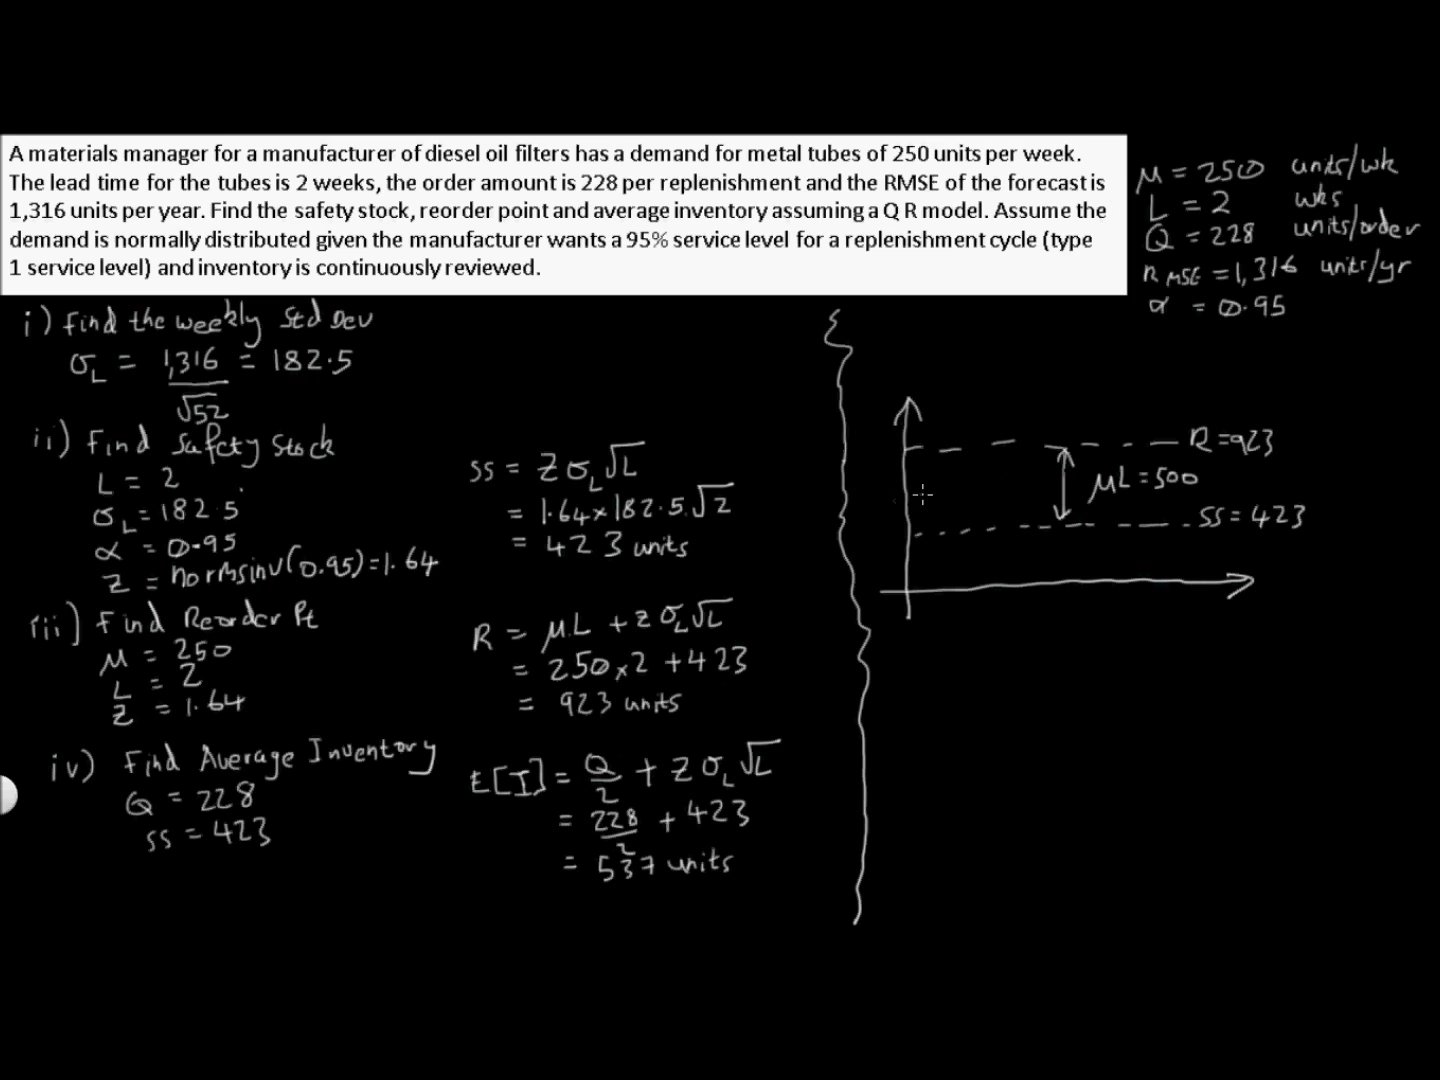 A materials manager for a manufacturer of diesel oil filters has a demand for metal tubes of 250 units per week.
The lead time for the tubes is 2 weeks, the order amount is 228 per replenishment and the RMSE of the forecast is
1,316 units per year. Find the safety stock, reorder point and average inventory assuming a Q R model. Assume the
demand is normally distributed given the manufacturer wants a 95% service level for a replenishment cycle (type
1 service level) and inventory is continuously reviewed.
μ = 250 units/wk
L = 2 wks
Q = 228 units/order
RMSE = 1,316 units/yr
α = 0.95
i) Find the weekly Std Dev
σL = 1,316 = 182.5
√52
ii) Find Safety Stock
L = 2
σL = 182.5
α = 0.95
Z = normsinv(0.95) = 1.64
SS = ZσL√L
= 1.64 x 182.5 √2
= 423 units
iii) Find Reorder Pt
μ = 250
L = 2
Z = 1.64
R = μL + ZσL√L
= 250 x 2 + 423
= 923 units
iv) Find Average Inventory
Q = 228
SS = 423
E[I] = Q/2 + ZσL√L
= 228/2 + 423
= 537 units
R = 923
μL = 500
SS = 423